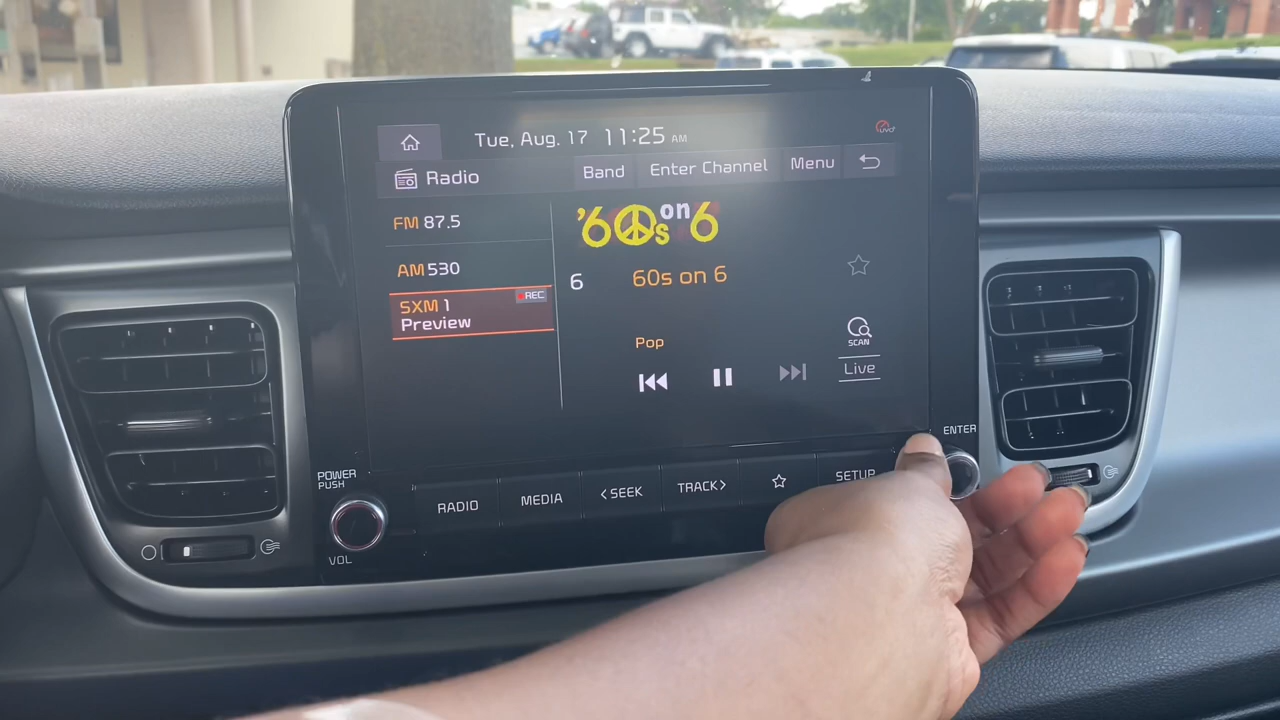 Tue, Aug. 17 11:25 AM
UVO
Radio
Band
Enter Channel
Menu
FM 87.5
AM 530
SXM 1
REC
Preview
'60s on 6
6
60s on 6
Pop
SCAN
Live
ENTER
POWER
PUSH
VOL
RADIO
MEDIA
< SEEK
TRACK >
SETUP